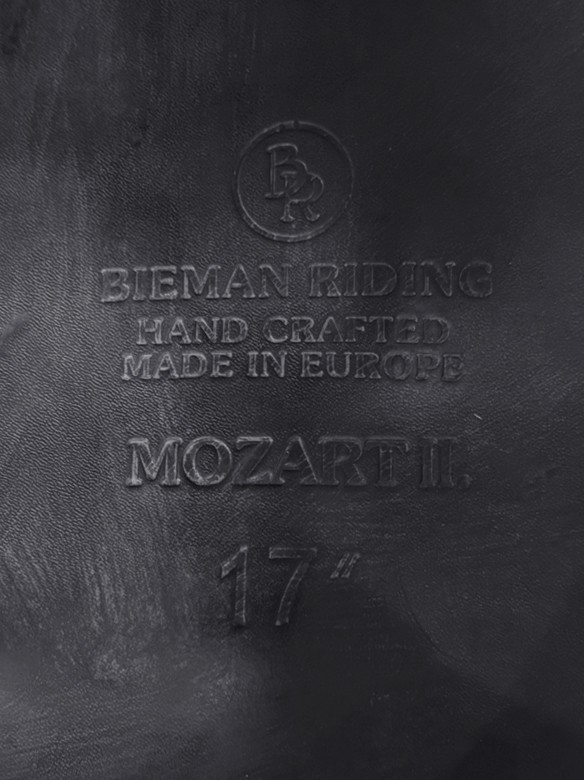 BR
BIEMAN RIDING
HAND CRAFTED
MADE IN EUROPE
MOZART II.
17"